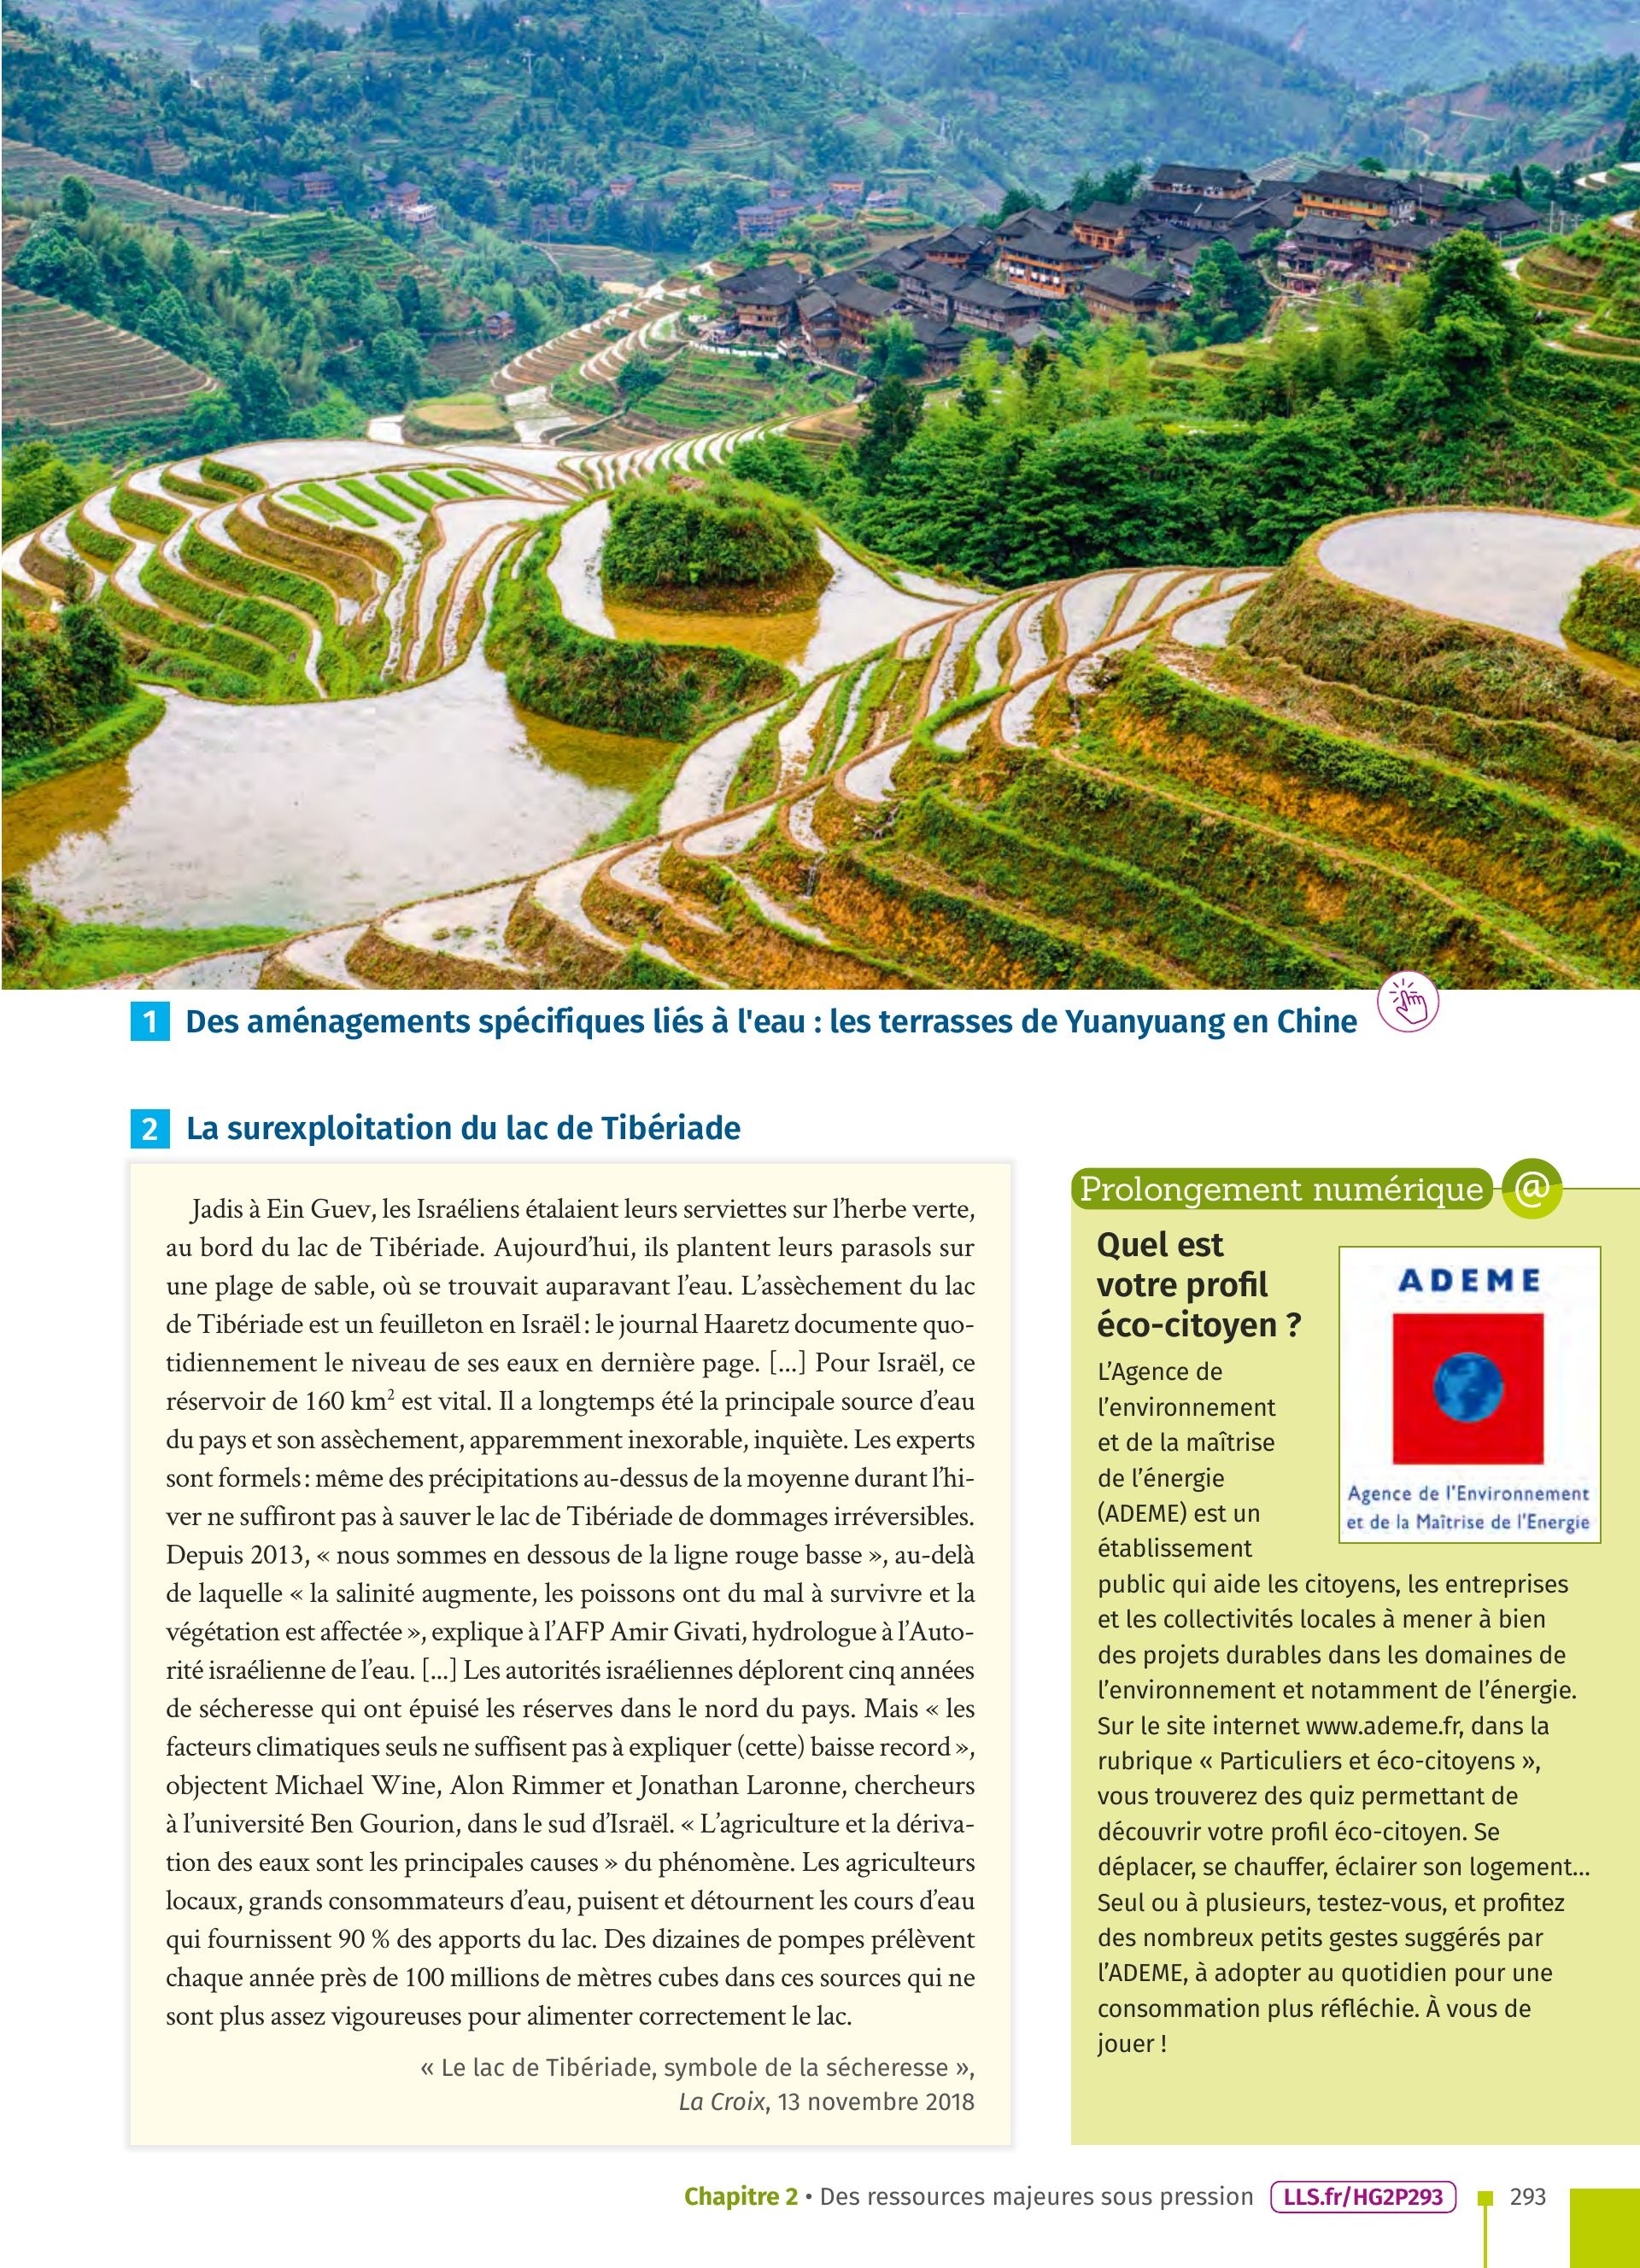 1 Des aménagements spécifiques liés à l'eau : les terrasses de Yuanyuang en Chine
2 La surexploitation du lac de Tibériade
Jadis à Ein Guev, les Israéliens étalaient leurs serviettes sur l’herbe verte,
au bord du lac de Tibériade. Aujourd’hui, ils plantent leurs parasols sur
une plage de sable, où se trouvait auparavant l’eau. L’assèchement du lac
de Tibériade est un feuilleton en Israël : le journal Haaretz documente quo-
tidiennement le niveau de ses eaux en dernière page. [...] Pour Israël, ce
réservoir de 160 km² est vital. Il a longtemps été la principale source d’eau
du pays et son assèchement, apparemment inexorable, inquiète. Les experts
sont formels : même des précipitations au-dessus de la moyenne durant l’hi-
ver ne suffiront pas à sauver le lac de Tibériade de dommages irréversibles.
Depuis 2013, « nous sommes en dessous de la ligne rouge basse », au-delà
de laquelle « la salinité augmente, les poissons ont du mal à survivre et la
végétation est affectée », explique à l’AFP Amir Givati, hydrologue à l’Auto-
rité israélienne de l’eau. [...] Les autorités israéliennes déplorent cinq années
de sécheresse qui ont épuisé les réserves dans le nord du pays. Mais « les
facteurs climatiques seuls ne suffisent pas à expliquer (cette) baisse record »,
objectent Michael Wine, Alon Rimmer et Jonathan Laronne, chercheurs
à l’université Ben Gourion, dans le sud d’Israël. « L’agriculture et la dériva-
tion des eaux sont les principales causes » du phénomène. Les agriculteurs
locaux, grands consommateurs d’eau, puisent et détournent les cours d’eau
qui fournissent 90 % des apports du lac. Des dizaines de pompes prélèvent
chaque année près de 100 millions de mètres cubes dans ces sources qui ne
sont plus assez vigoureuses pour alimenter correctement le lac.
« Le lac de Tibériade, symbole de la sécheresse »,
La Croix, 13 novembre 2018
Prolongement numérique @
Quel est
votre profil
éco-citoyen ?
ADEME
Agence de l'Environnement
et de la Maîtrise de l'Energie
L’Agence de
l’environnement
et de la maîtrise
de l’énergie
(ADEME) est un
établissement
public qui aide les citoyens, les entreprises
et les collectivités locales à mener à bien
des projets durables dans les domaines de
l’environnement et notamment de l’énergie.
Sur le site internet www.ademe.fr, dans la
rubrique « Particuliers et éco-citoyens »,
vous trouverez des quiz permettant de
découvrir votre profil éco-citoyen. Se
déplacer, se chauffer, éclairer son logement...
Seul ou à plusieurs, testez-vous, et profitez
des nombreux petits gestes suggérés par
l’ADEME, à adopter au quotidien pour une
consommation plus réfléchie. À vous de
jouer !
Chapitre 2 • Des ressources majeures sous pression LLS.fr/HG2P293 293